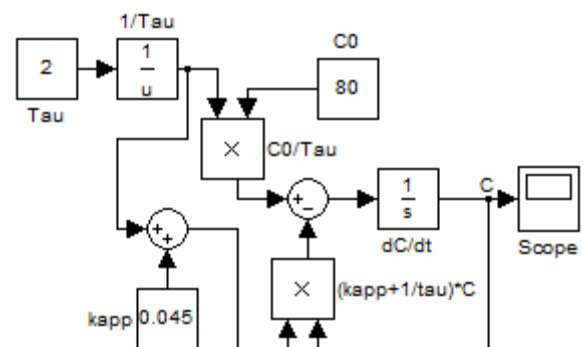 1/Tau
C0
2
1
u
80
Tau
×
C0/Tau
+
−
1
s
C
dC/dt
Scope
+
+
×
(kapp+1/tau)*C
kapp
0.045